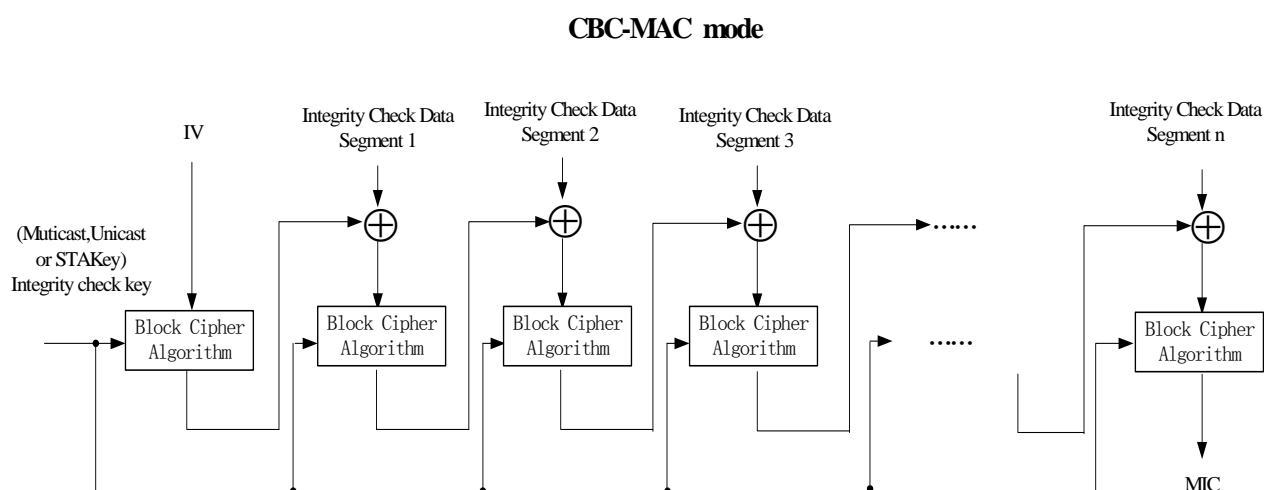 CBC-MAC mode
IV
Integrity Check Data
Segment 1
Integrity Check Data
Segment 2
Integrity Check Data
Segment 3
Integrity Check Data
Segment n
(Muticast,Unicast
or STAKey)
Integrity check key
......
Block Cipher
Algorithm
Block Cipher
Algorithm
Block Cipher
Algorithm
Block Cipher
Algorithm
......
Block Cipher
Algorithm
MIC